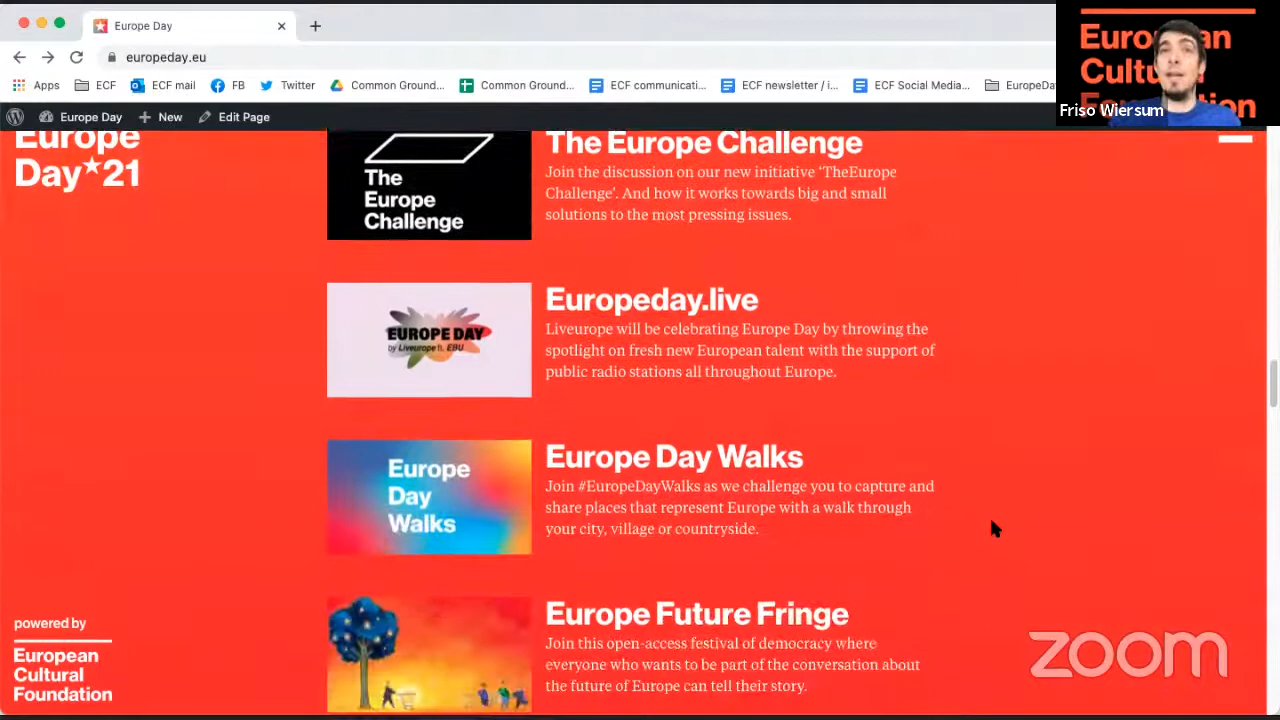 Europe Day
europeday.eu
Apps
ECF
ECF mail
FB
Twitter
Common Ground...
Common Ground...
ECF communicati...
ECF newsletter / i...
ECF Social Media...
EuropeDa
European
Cultural
Foundation
Friso Wiersum
Europe Day
New
Edit Page
Europe
Day★21
The
Europe
Challenge
The Europe Challenge
Join the discussion on our new initiative ‘TheEurope
Challenge’. And how it works towards big and small
solutions to the most pressing issues.
EUROPE DAY
by Liveurope ft. EBU
Europeday.live
Liveurope will be celebrating Europe Day by throwing the
spotlight on fresh new European talent with the support of
public radio stations all throughout Europe.
Europe
Day
Walks
Europe Day Walks
Join #EuropeDayWalks as we challenge you to capture and
share places that represent Europe with a walk through
your city, village or countryside.
Europe Future Fringe
Join this open-access festival of democracy where
everyone who wants to be part of the conversation about
the future of Europe can tell their story.
powered by
European
Cultural
Foundation
zoom